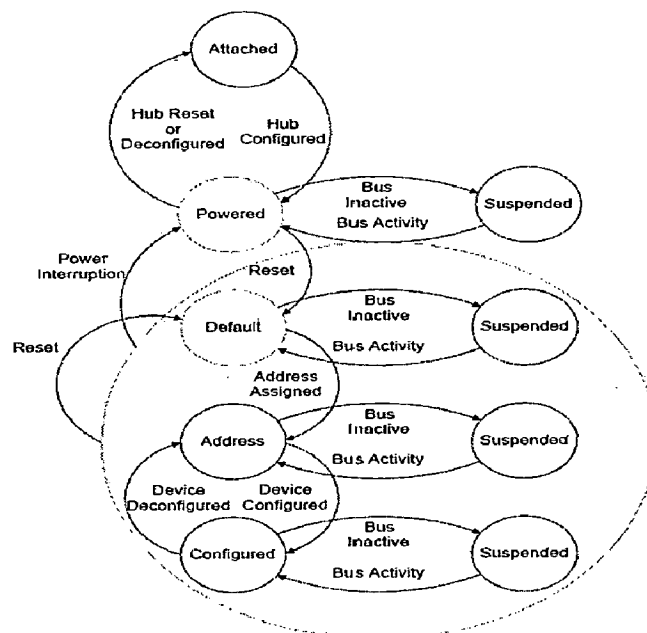 Attached
Hub Reset
or
Deconfigured
Hub
Configured
Powered
Bus
Inactive
Bus Activity
Suspended
Power
Interruption
Reset
Default
Bus
Inactive
Bus Activity
Suspended
Reset
Address
Assigned
Address
Bus
Inactive
Bus Activity
Suspended
Device
Deconfigured
Device
Configured
Configured
Bus
Inactive
Bus Activity
Suspended